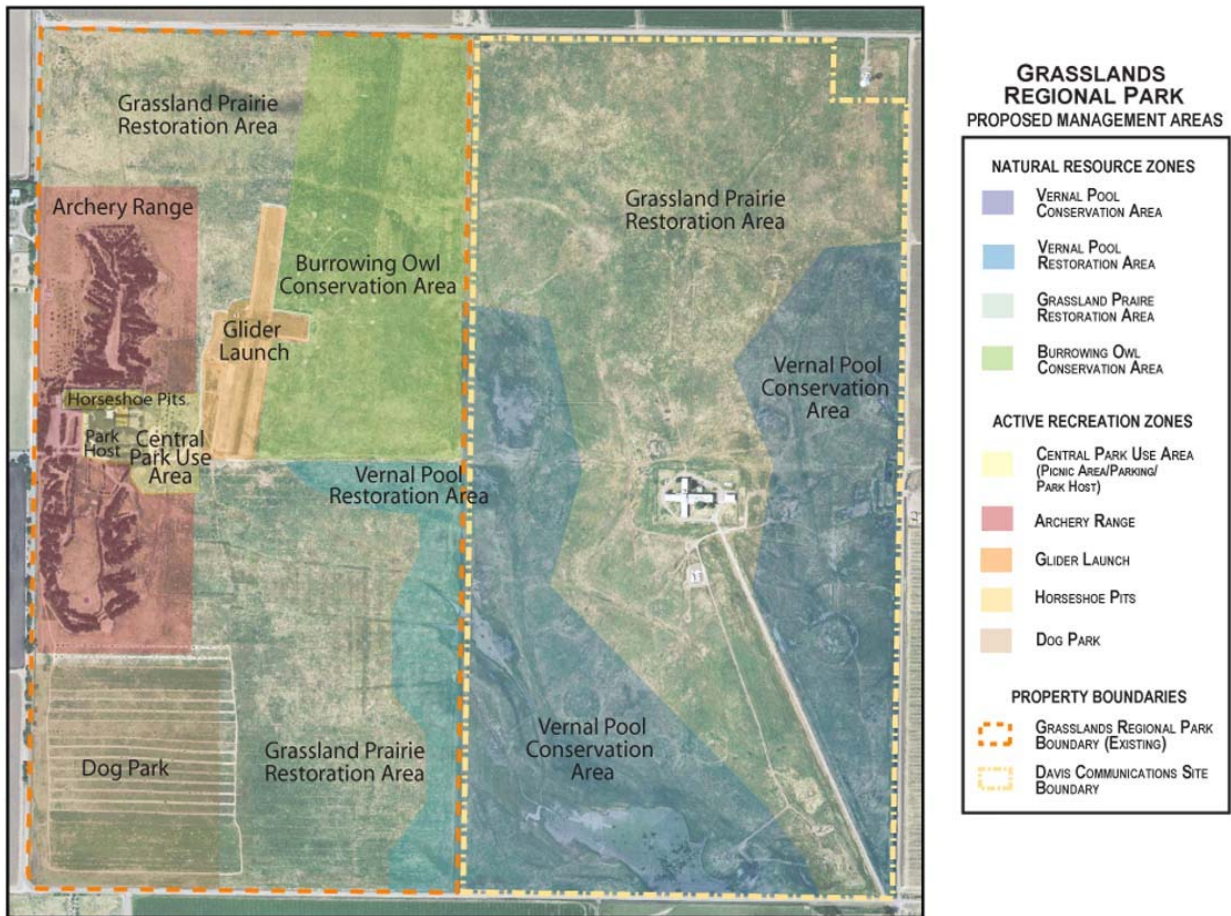 Grassland Prairie
Restoration Area
Archery Range
Burrowing Owl
Conservation Area
Glider
Launch
Horseshoe Pits
Park
Host
Central
Park Use
Area
Vernal Pool
Restoration Area
Dog Park
Grassland Prairie
Restoration Area
Grassland Prairie
Restoration Area
Vernal Pool
Conservation Area
Vernal Pool
Conservation Area
GRASSLANDS
REGIONAL PARK
PROPOSED MANAGEMENT AREAS
NATURAL RESOURCE ZONES
VERNAL POOL
CONSERVATION AREA
VERNAL POOL
RESTORATION AREA
GRASSLAND PRAIRE
RESTORATION AREA
BURROWING OWL
CONSERVATION AREA
ACTIVE RECREATION ZONES
CENTRAL PARK USE AREA
(PICNIC AREA/PARKING/
PARK HOST)
ARCHERY RANGE
GLIDER LAUNCH
HORSESHOE PITS
DOG PARK
PROPERTY BOUNDARIES
GRASSLANDS REGIONAL PARK
BOUNDARY (EXISTING)
DAVIS COMMUNICATIONS SITE
BOUNDARY